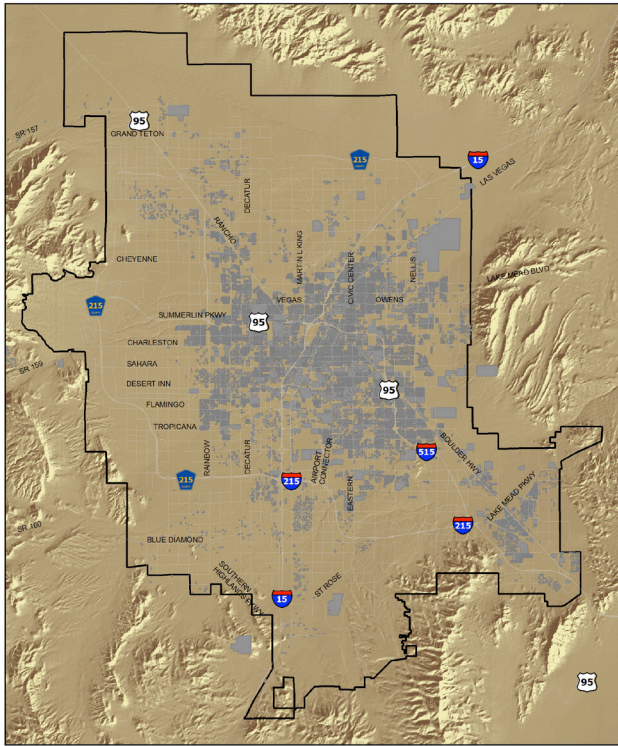 95
SR 157
GRAND TETON
215
15
LAS VEGAS
DECATUR
RANCHO
MARTIN L KING
CIVIC CENTER
NELLIS
CHEYENNE
LAKE MEAD BLVD
215
VEGAS
OWENS
SUMMERLIN PKWY
95
CHARLESTON
SAHARA
SR 159
DESERT INN
95
FLAMINGO
TROPICANA
RAINBOW
DECATUR
AIRPORT
CONNECTOR
EASTERN
515
BOULDER HWY
215
215
LAKE MEAD PKWY
215
SR 160
BLUE DIAMOND
SOUTHERN
HIGHLANDS PKWY
15
ST ROSE
95